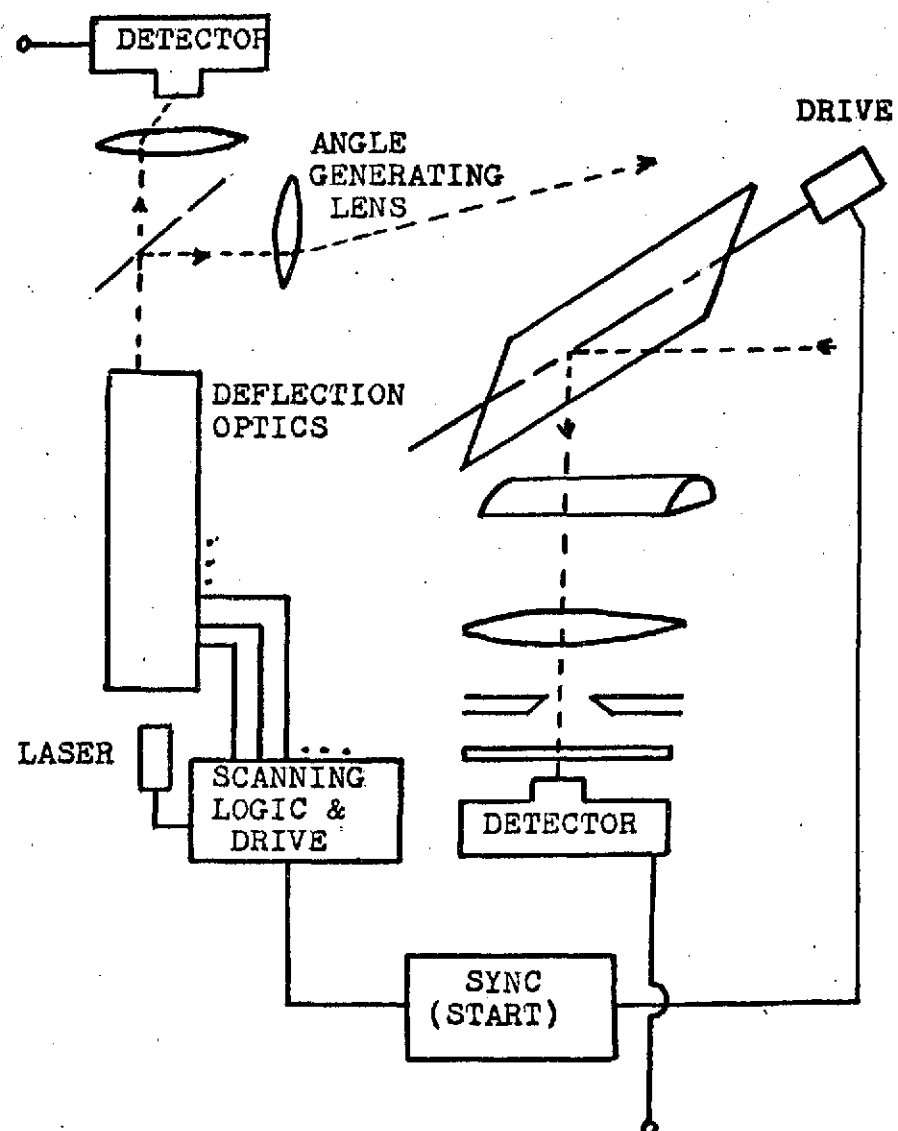 DETECTOR
DRIVE
ANGLE
GENERATING
LENS
DEFLECTION
OPTICS
LASER
SCANNING
LOGIC &
DRIVE
DETECTOR
SYNC
(START)